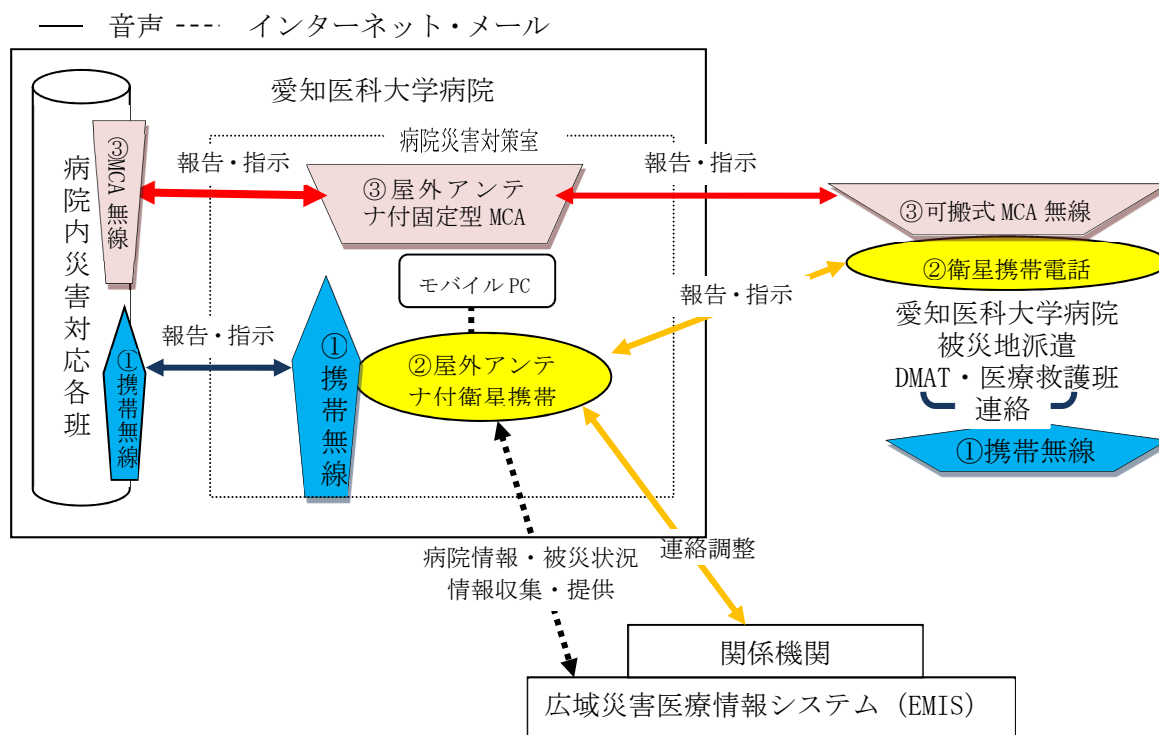 音声 インターネット・メール
愛知医科大学病院
病院災害対策室
病院内災害対応各班
③MCA無線
報告・指示
③屋外アンテ
ナ付固定型 MCA
報告・指示
③可搬式 MCA 無線
②衛星携帯電話
モバイル PC
報告・指示
①携帯無線
報告・指示
①携帯無線
②屋外アンテ
ナ付衛星携帯
愛知医科大学病院
被災地派遣
DMAT・医療救護班
連絡
①携帯無線
病院情報・被災状況
情報収集・提供
連絡調整
関係機関
広域災害医療情報システム (EMIS)